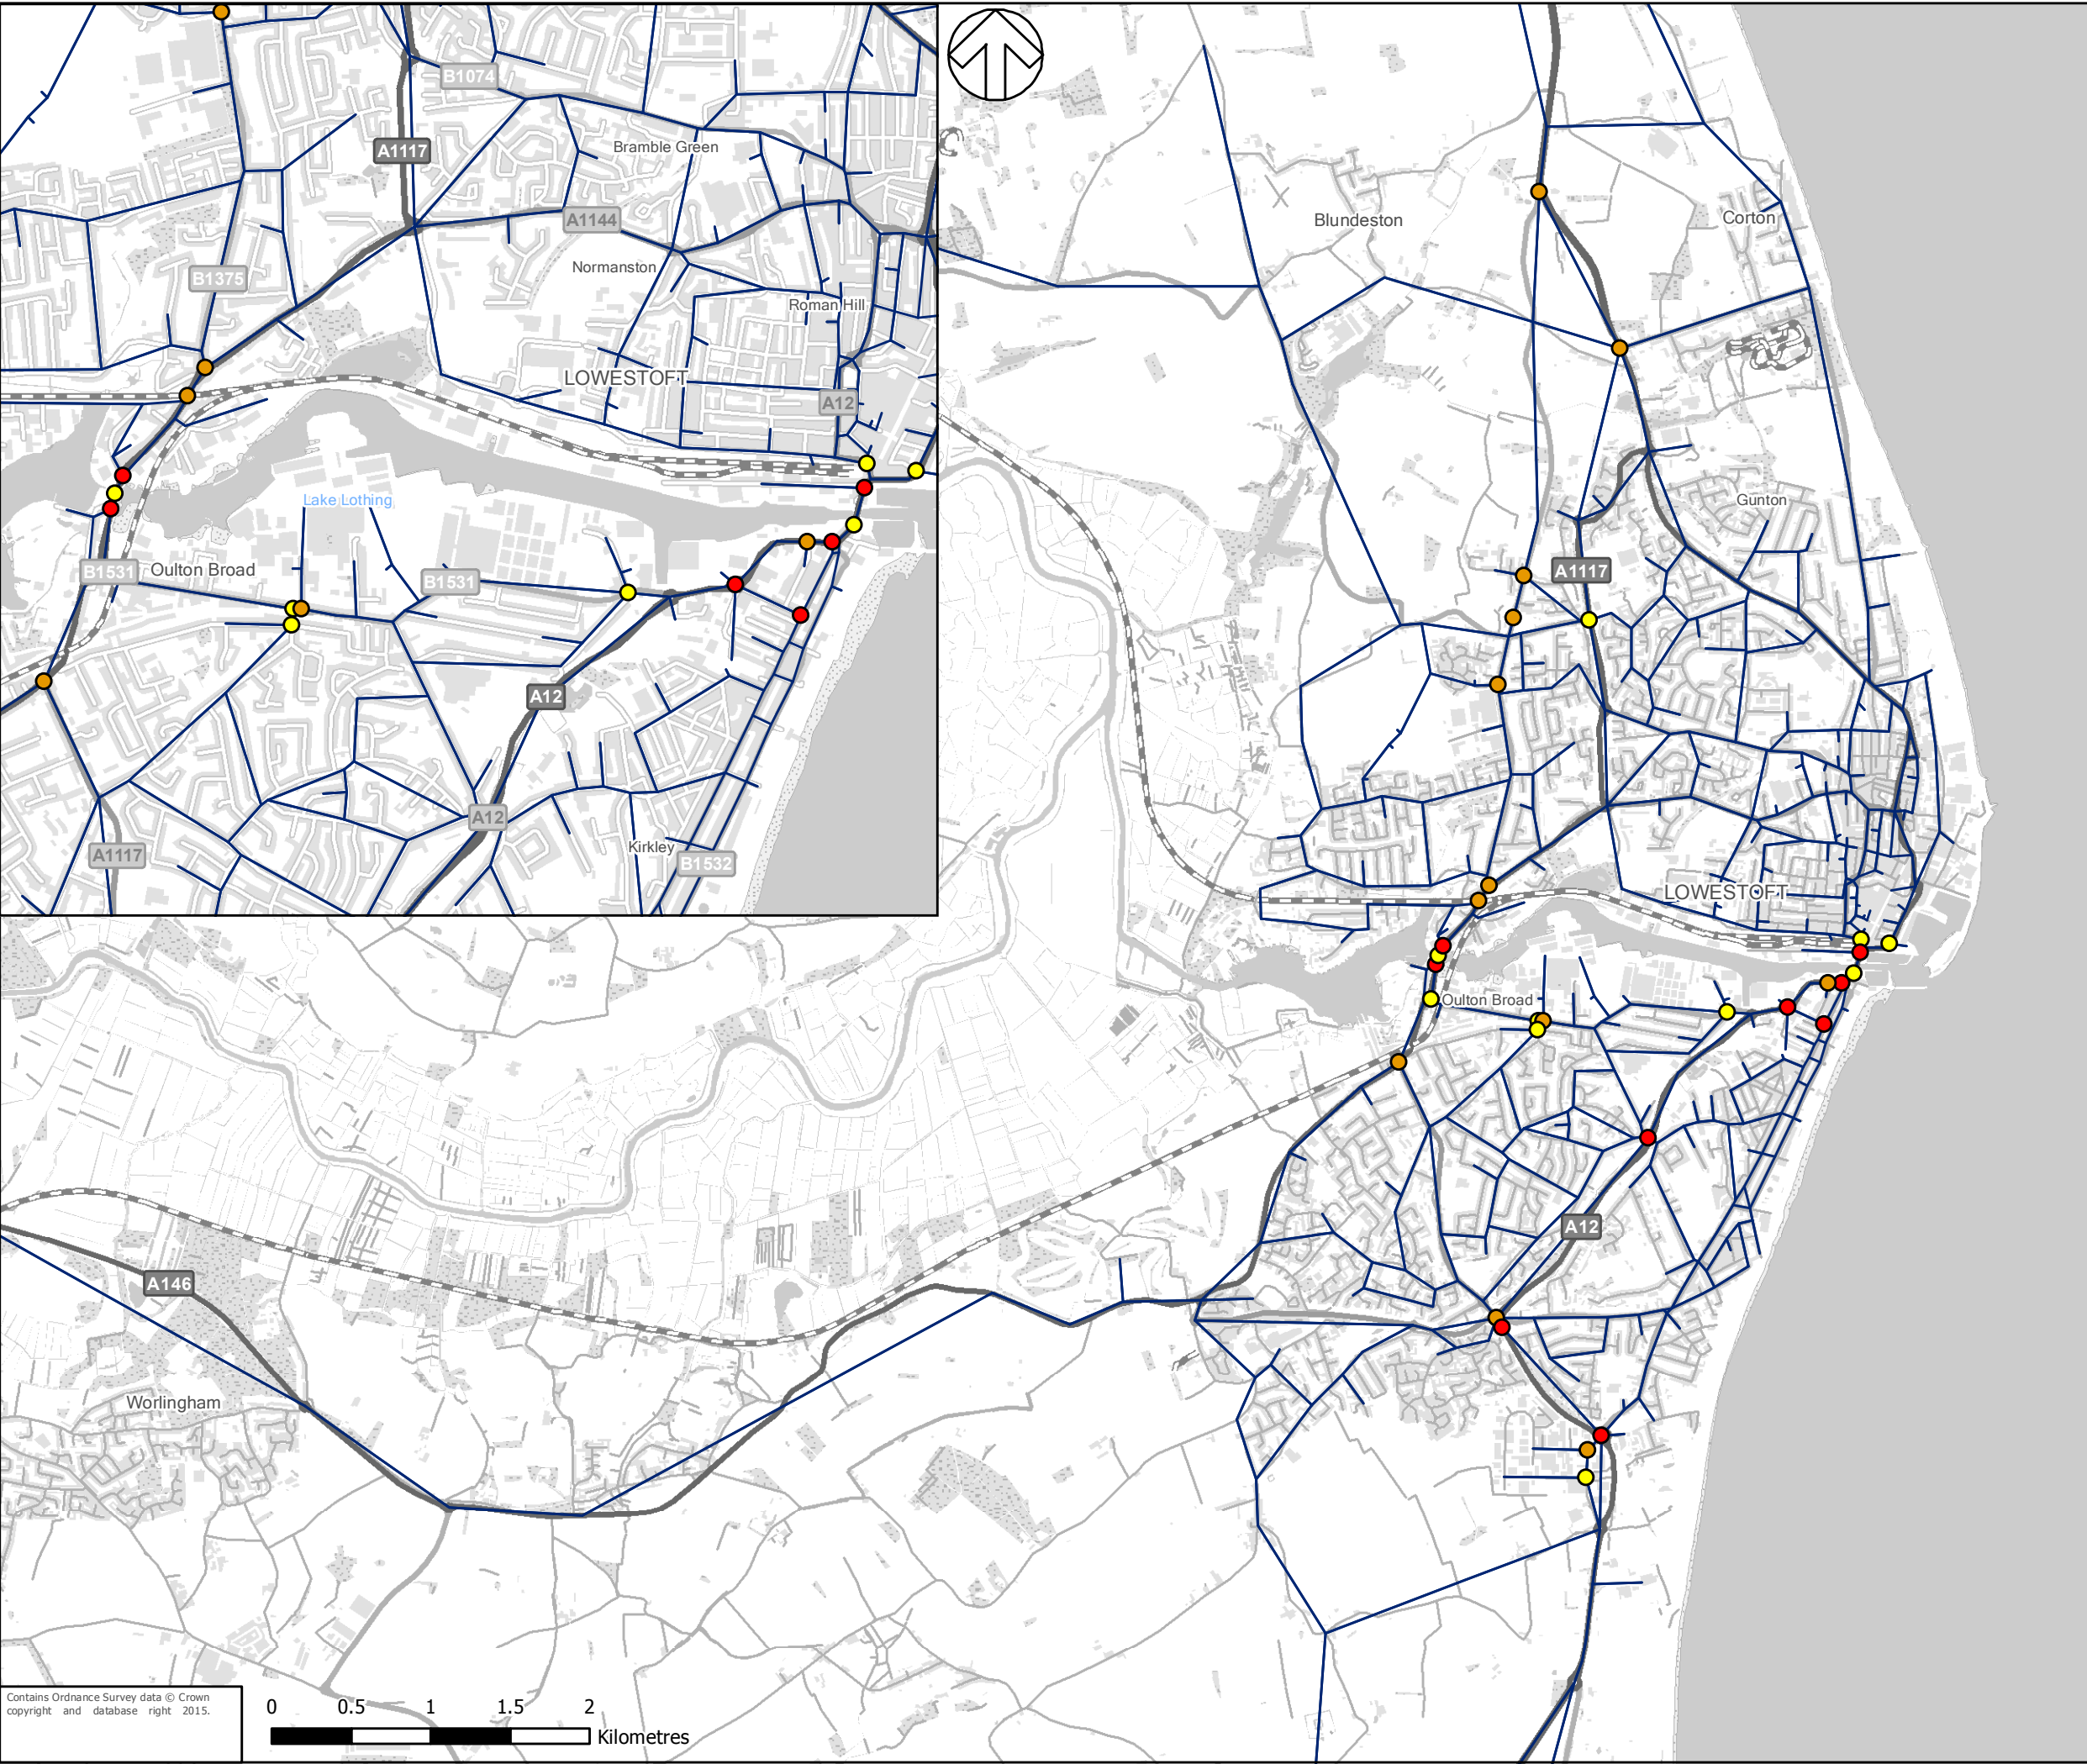 B1074
A1117
Bramble Green
A1144
Normanston
B1375
Roman Hill
LOWESTOFT
A12
Lake Lothing
Oulton Broad
B1531
B1531
A12
A12
Kirkley
A1117
B1532
Blundeston
Corton
Gunton
A1117
LOWESTOFT
Oulton Broad
A12
A146
Worlingham
Contains Ordnance Survey data © Crown
copyright and database right 2015.
0 0.5 1 1.5 2
Kilometres